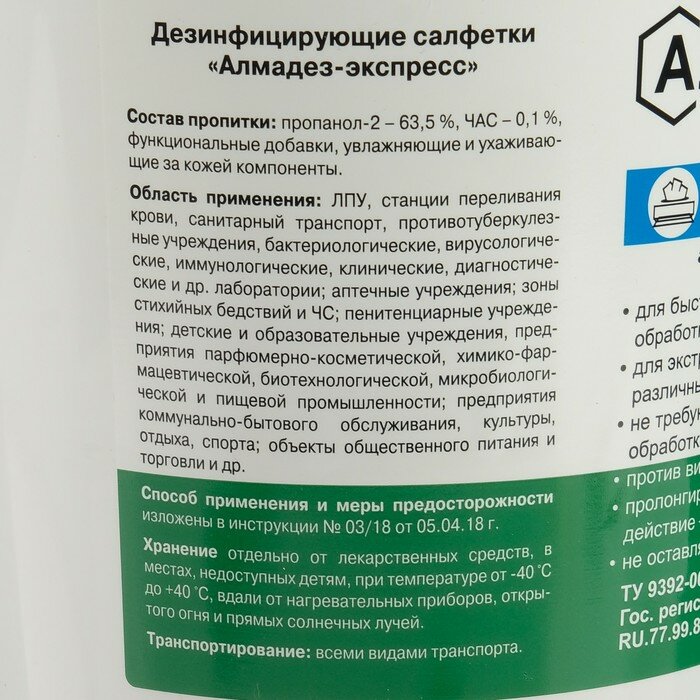 Дезинфицирующие салфетки
«Алмадез-экспресс»
Состав пропитки: пропанол-2 – 63,5 %, ЧАС – 0,1 %,
функциональные добавки, увлажняющие и ухаживаю-
щие за кожей компоненты.
Область применения: ЛПУ, станции переливания
крови, санитарный транспорт, противотуберкулез-
ные учреждения, бактериологические, вирусологиче-
ские, иммунологические, клинические, диагностиче-
ские и др. лаборатории; аптечные учреждения; зоны
стихийных бедствий и ЧС; пенитенциарные учрежде-
ния; детские и образовательные учреждения, пред-
приятия парфюмерно-косметической, химико-фар-
мацевтической, биотехнологической, микробиологи-
ческой и пищевой промышленности; предприятия
коммунально-бытового обслуживания, культуры,
отдыха, спорта; объекты общественного питания и
торговли и др.
Способ применения и меры предосторожности
изложены в инструкции № 03/18 от 05.04.18 г.
Хранение отдельно от лекарственных средств, в
местах, недоступных детям, при температуре от -40 °С
до +40 °С, вдали от нагревательных приборов, откры-
того огня и прямых солнечных лучей.
Транспортирование: всеми видами транспорта.
А
• для быс
обработк
• для экст
различны
• не требу
обработк
• против ви
• пролонгир
действие
• не оставл
ТУ 9392-0
Гос. регис
RU.77.99.8